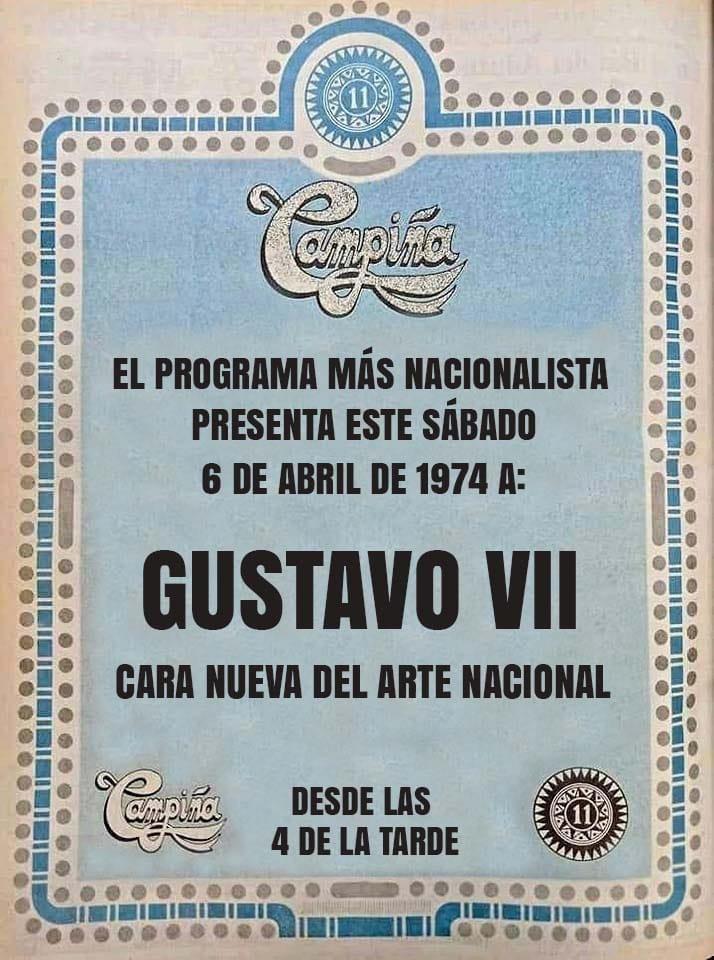 11
Campiña
EL PROGRAMA MÁS NACIONALISTA
PRESENTA ESTE SÁBADO
6 DE ABRIL DE 1974 A:
GUSTAVO VII
CARA NUEVA DEL ARTE NACIONAL
Campiña
DESDE LAS
4 DE LA TARDE
11